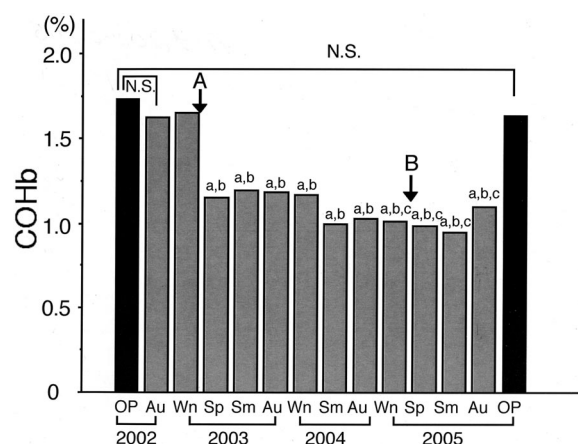 (%)
2.0
1.5
1.0
0.5
0
COHb
N.S.
N.S.
A
B
a,b
a,b
a,b
a,b
a,b
a,b
a,b,c
a,b,c
a,b,c
a,b,c
OP Au Wn Sp Sm Au Wn Sm Au Wn Sp Sm Au OP
2002 2003 2004 2005